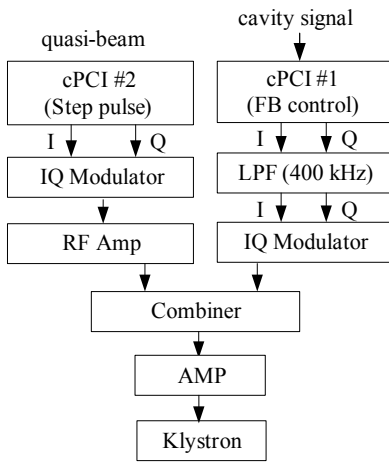 cavity signal
quasi-beam
cPCI #2
(Step pulse)
cPCI #1
(FB control)
I Q
I Q
IQ Modulator
LPF (400 kHz)
I Q
RF Amp
IQ Modulator
Combiner
AMP
Klystron